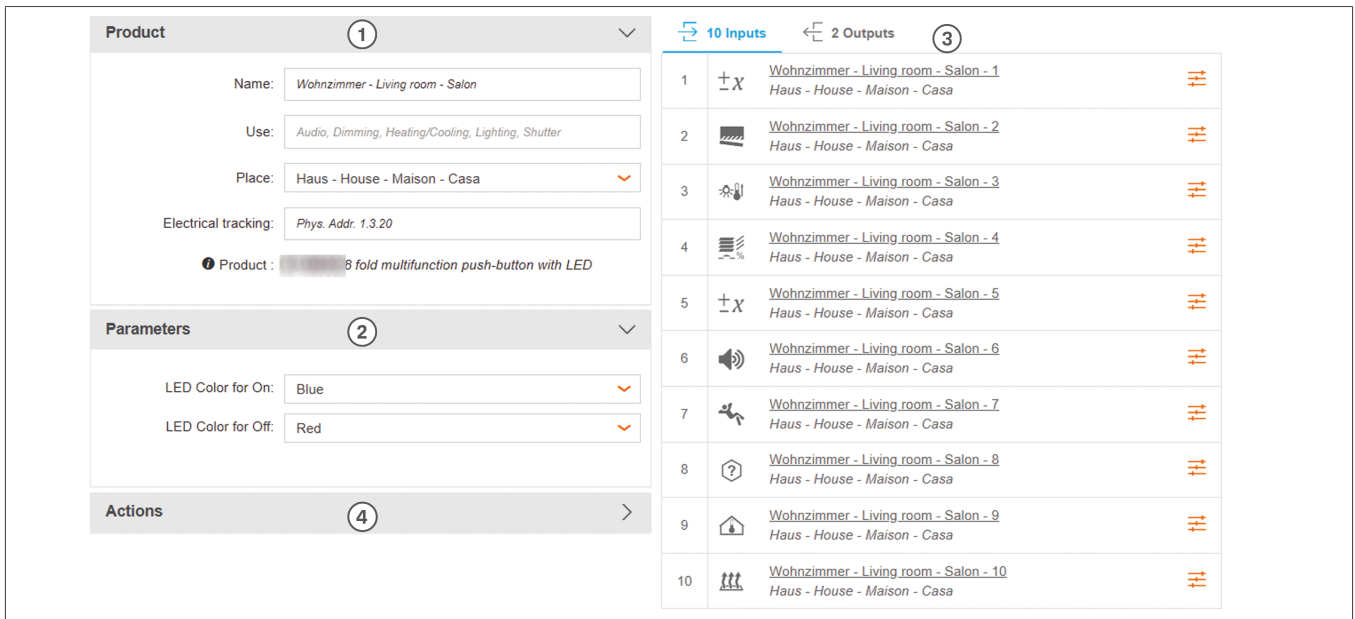 Product
1
Name:
Wohnzimmer - Living room - Salon
Use:
Audio, Dimming, Heating/Cooling, Lighting, Shutter
Place:
Haus - House - Maison - Casa
Electrical tracking:
Phys. Addr. 1.3.20
Product :
8 fold multifunction push-button with LED
Parameters
2
LED Color for On:
Blue
LED Color for Off:
Red
Actions
4
10 Inputs
2 Outputs
3
1
±x
Wohnzimmer - Living room - Salon - 1
Haus - House - Maison - Casa
2
Wohnzimmer - Living room - Salon - 2
Haus - House - Maison - Casa
3
Wohnzimmer - Living room - Salon - 3
Haus - House - Maison - Casa
4
%
Wohnzimmer - Living room - Salon - 4
Haus - House - Maison - Casa
5
±x
Wohnzimmer - Living room - Salon - 5
Haus - House - Maison - Casa
6
Wohnzimmer - Living room - Salon - 6
Haus - House - Maison - Casa
7
Wohnzimmer - Living room - Salon - 7
Haus - House - Maison - Casa
8
?
Wohnzimmer - Living room - Salon - 8
Haus - House - Maison - Casa
9
Wohnzimmer - Living room - Salon - 9
Haus - House - Maison - Casa
10
Wohnzimmer - Living room - Salon - 10
Haus - House - Maison - Casa